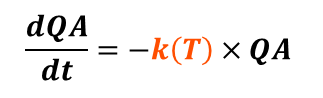 dQA/dt = −k(T) × QA